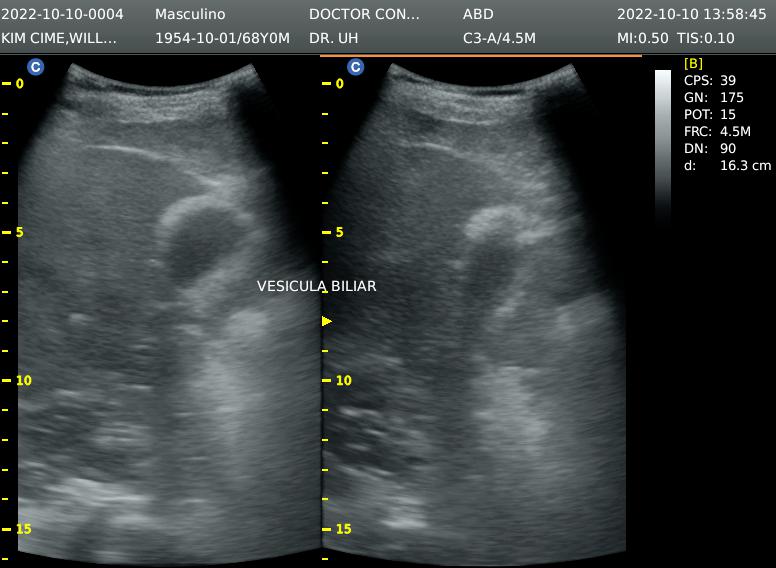 2022-10-10-0004 Masculino DOCTOR CON... ABD 2022-10-10 13:58:45
KIM CIME,WILL... 1954-10-01/68Y0M DR. UH C3-A/4.5M MI:0.50 TIS:0.10
C C
[B]
0 0
CPS: 39
GN: 175
POT: 15
FRC: 4.5M
DN: 90
d: 16.3 cm
5 5
VESICULA BILIAR
10 10
15 15